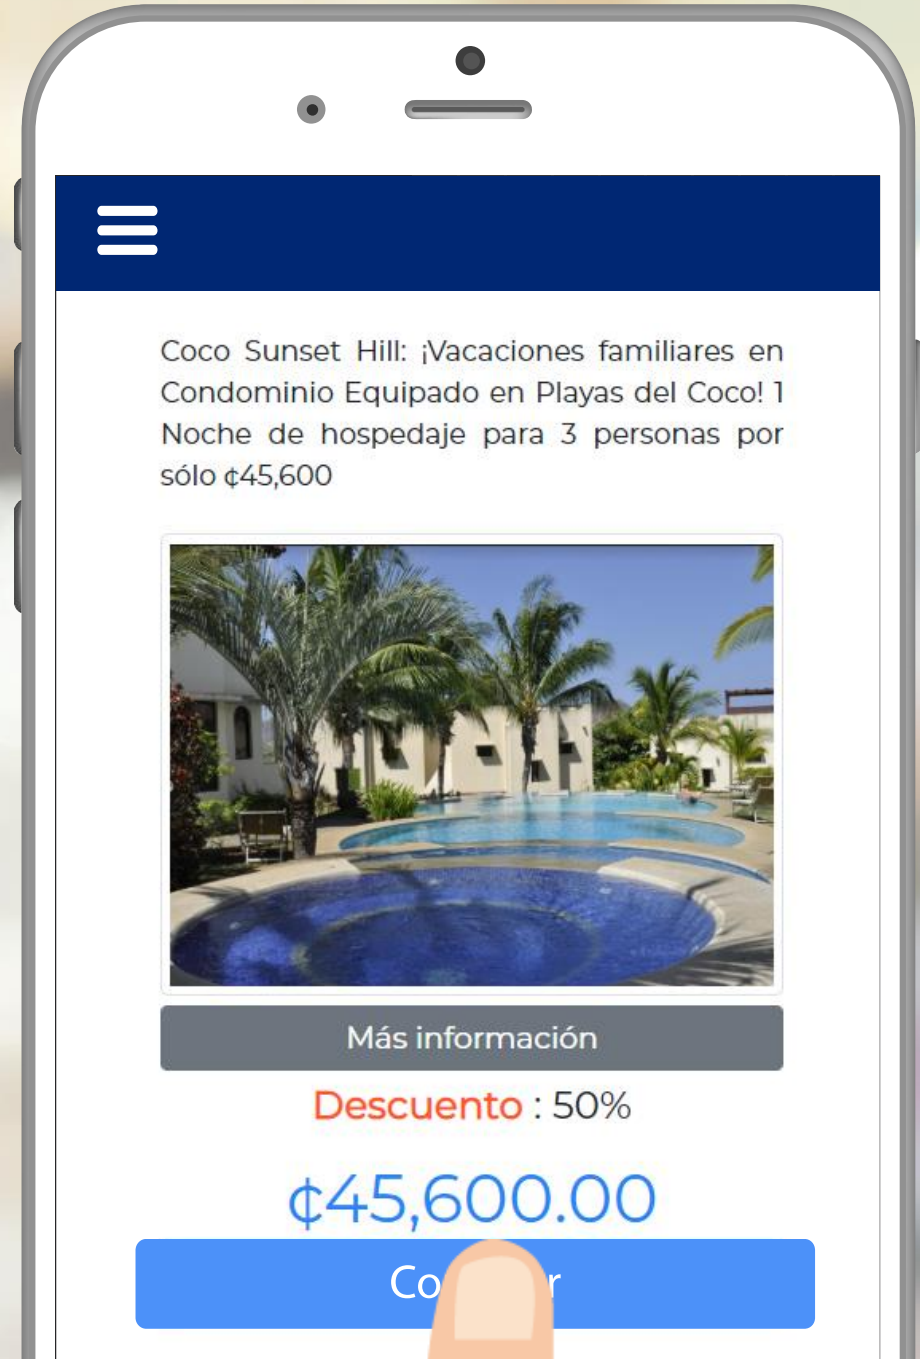 Coco Sunset Hill: ¡Vacaciones familiares en
Condominio Equipado en Playas del Coco! 1
Noche de hospedaje para 3 personas por
sólo ¢45,600
Más información
Descuento : 50%
¢45,600.00